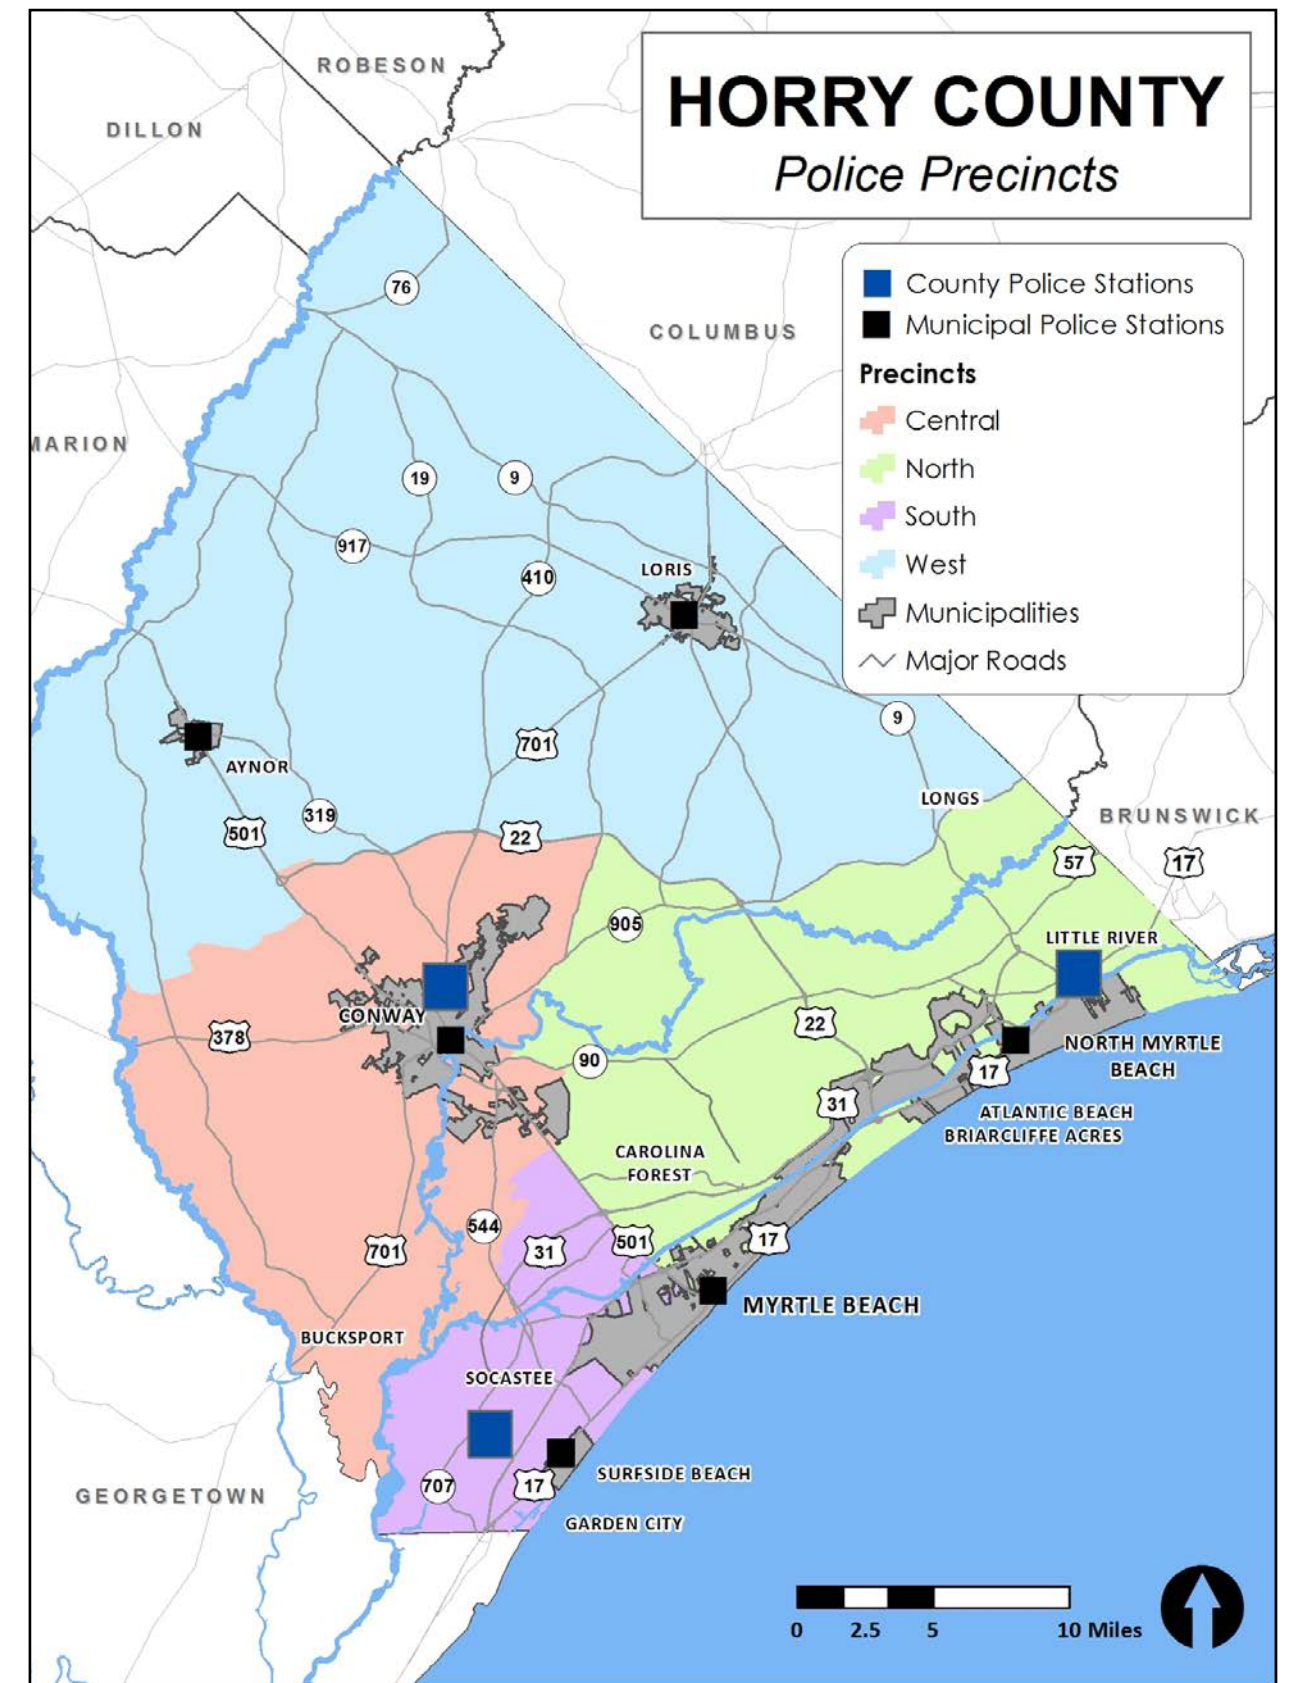 ROBESON
DILLON
HORRY COUNTY
Police Precincts
County Police Stations
Municipal Police Stations
Precincts
Central
North
South
West
Municipalities
Major Roads
76
COLUMBUS
MARION
19
9
917
410
LORIS
9
701
AYNOR
LONGS
319
501
22
BRUNSWICK
57
17
905
LITTLE RIVER
CONWAY
378
22
NORTH MYRTLE
BEACH
90
17
31
ATLANTIC BEACH
BRIARCLIFFE ACRES
CAROLINA
FOREST
544
701
31
501
17
MYRTLE BEACH
BUCKSPORT
SOCASTEE
SURFSIDE BEACH
707
17
GEORGETOWN
GARDEN CITY
0 2.5 5 10 Miles